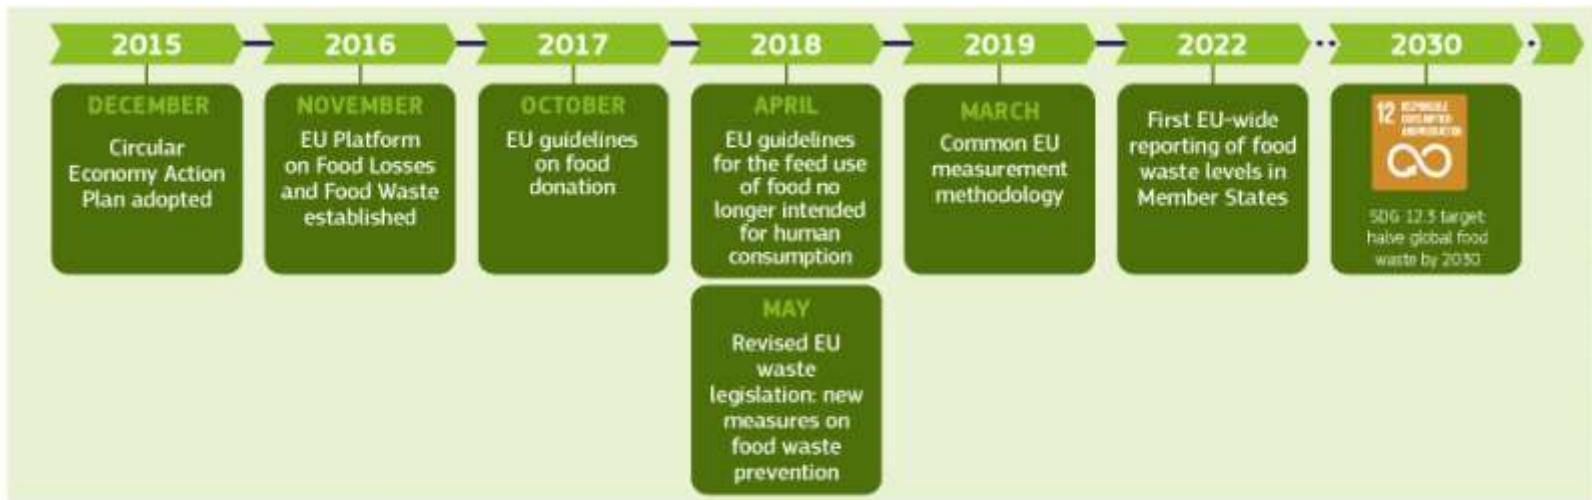 2015
2016
2017
2018
2019
2022
2030
DECEMBER
Circular
Economy Action
Plan adopted
NOVEMBER
EU Platform
on Food Losses
and Food Waste
established
OCTOBER
EU guidelines
on food
donation
APRIL
EU guidelines
for the feed use
of food no
longer intended
for human
consumption
MAY
Revised EU
waste
legislation: new
measures on
food waste
prevention
MARCH
Common EU
measurement
methodology
First EU-wide
reporting of food
waste levels in
Member States
12 RESPONSIBLE
CONSUMPTION
AND PRODUCTION
SDG 12.3 target:
halve global food
waste by 2030